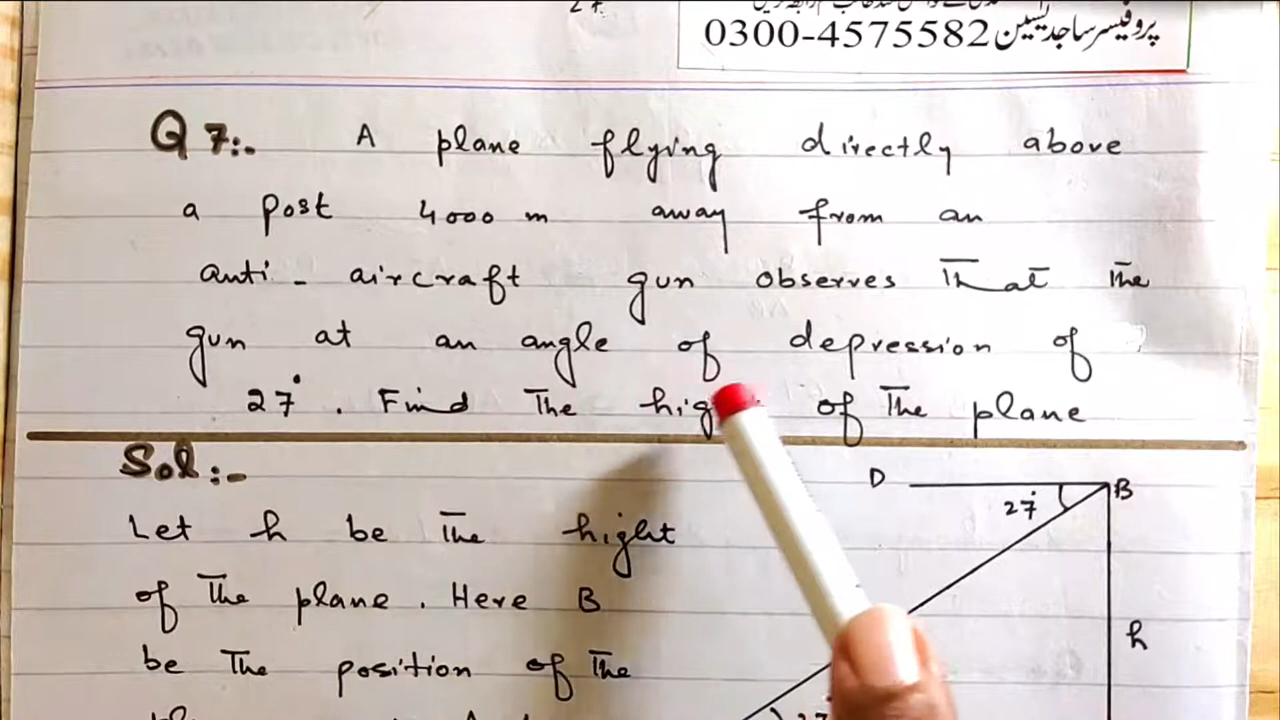 پروفیسر ساجد یٰسین 0300-4575582
Q 7:- A plane flying directly above
a post 4000 m away from an
anti - aircraft gun observes That the
gun at an angle of depression of
27°. Find The of The plane
Sol:-
Let h be The hight
of The plane. Here B
be The position of The
D
B
27°
h